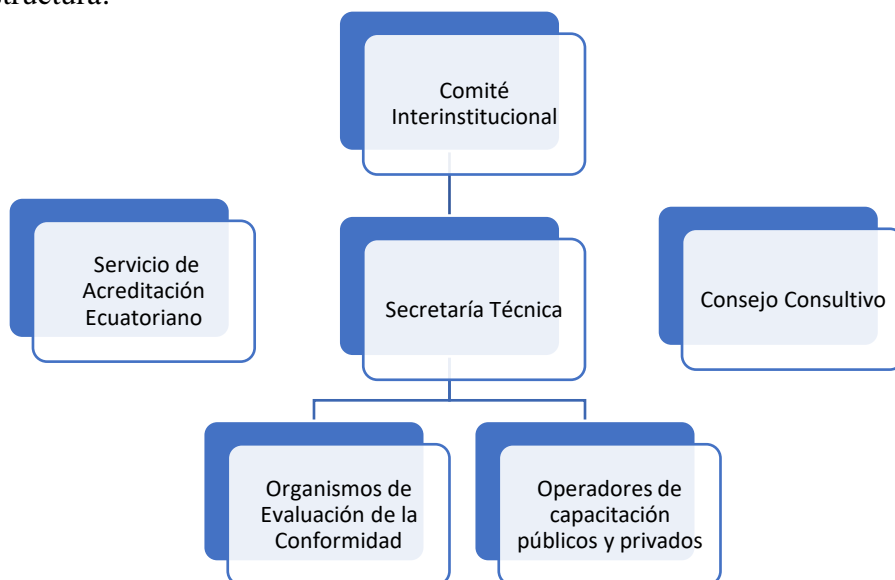 structura:
Comité
Interinstitucional
Servicio de
Acreditación
Ecuatoriano
Secretaría Técnica
Consejo Consultivo
Organismos de
Evaluación de la
Conformidad
Operadores de
capacitación
públicos y privados